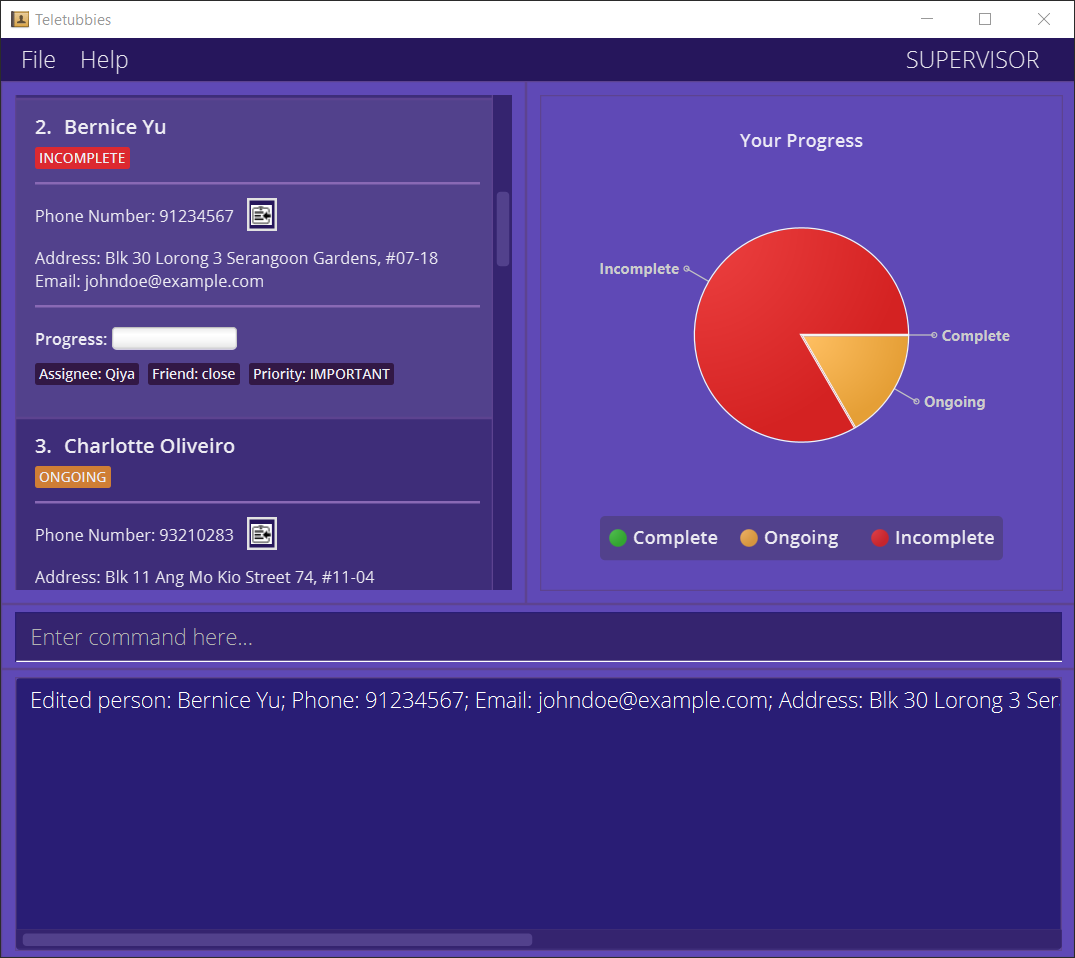 Teletubbies
File Help SUPERVISOR
2. Bernice Yu
INCOMPLETE
Phone Number: 91234567
Address: Blk 30 Lorong 3 Serangoon Gardens, #07-18
Email: johndoe@example.com
Progress:
Assignee: Qiya Friend: close Priority: IMPORTANT
3. Charlotte Oliveiro
ONGOING
Phone Number: 93210283
Address: Blk 11 Ang Mo Kio Street 74, #11-04
Your Progress
Incomplete
Complete
Ongoing
Complete Ongoing Incomplete
Enter command here...
Edited person: Bernice Yu; Phone: 91234567; Email: johndoe@example.com; Address: Blk 30 Lorong 3 Ser